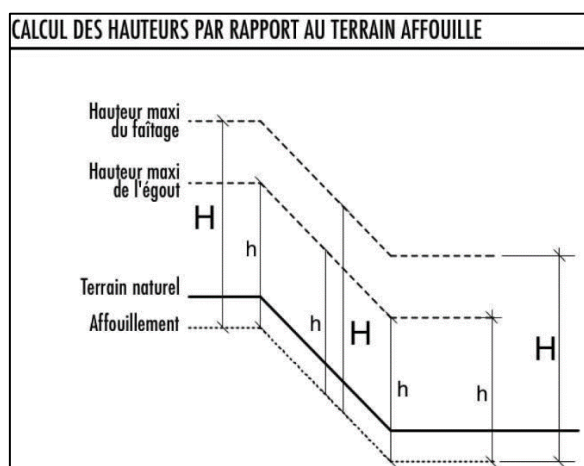 CALCUL DES HAUTEURS PAR RAPPORT AU TERRAIN AFFOUILLE
Hauteur maxi
du faîtage
Hauteur maxi
de l'égout
H
h
Terrain naturel
Affouillement
h
H
h
h
H